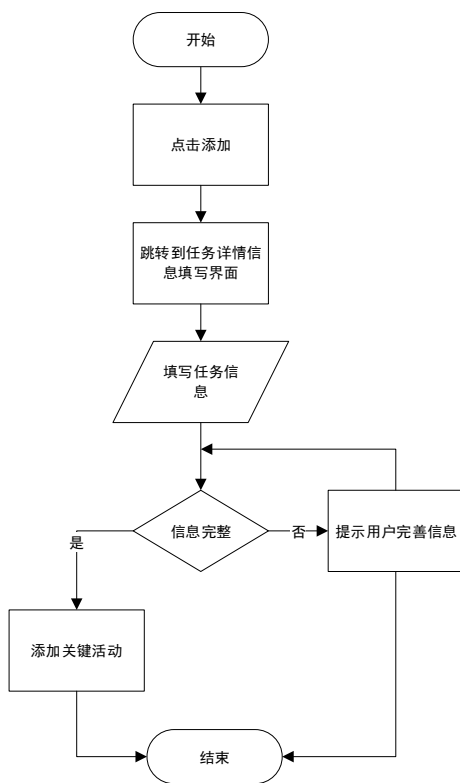 开始
点击添加
跳转到任务详情信
息填写界面
填写任务信
息
信息完整
否
提示用户完善信息
是
添加关键活动
结束